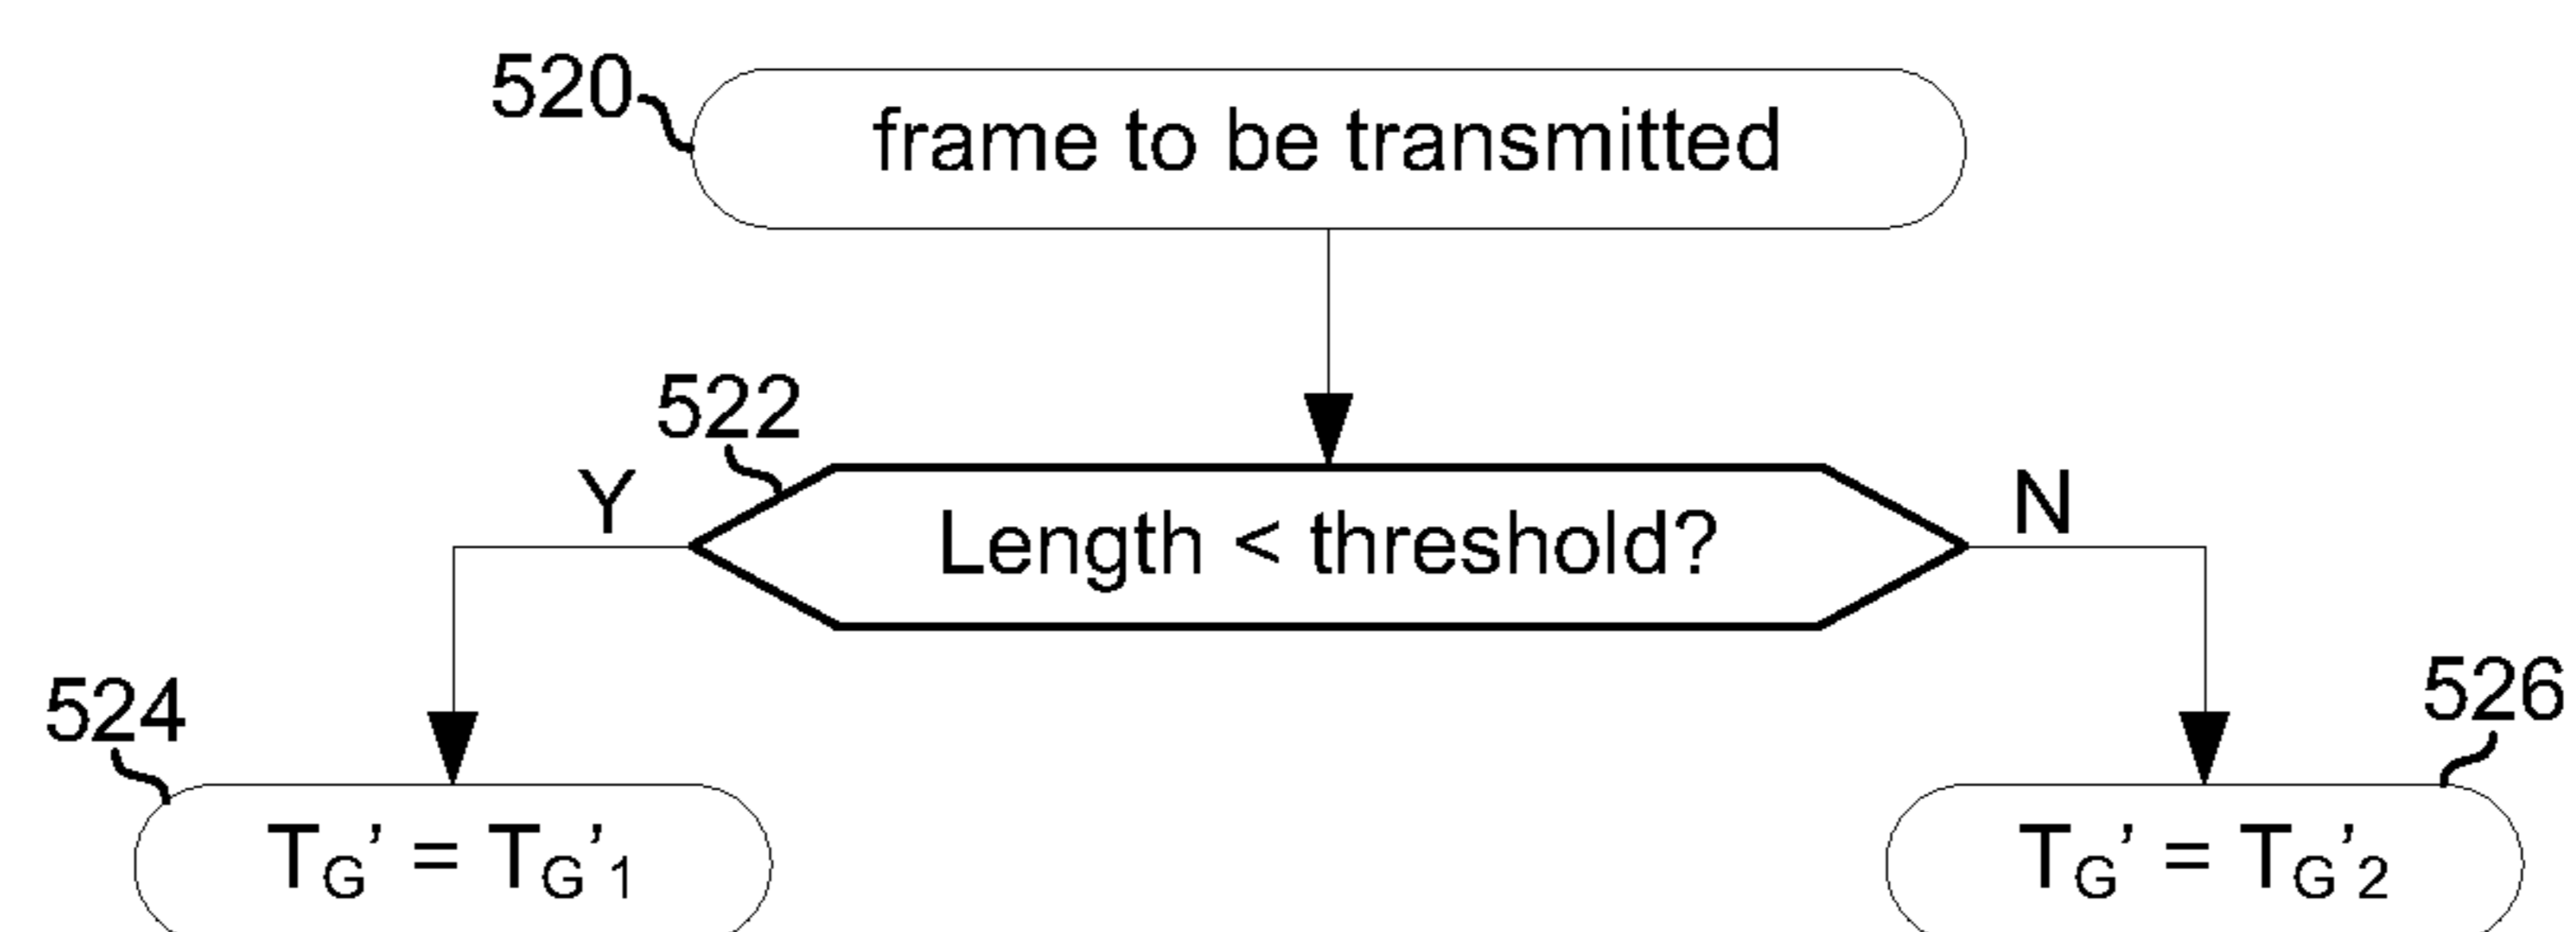 520
frame to be transmitted
522
Y
Length < threshold?
N
524
526
TG’ = TG’1
TG’ = TG’2